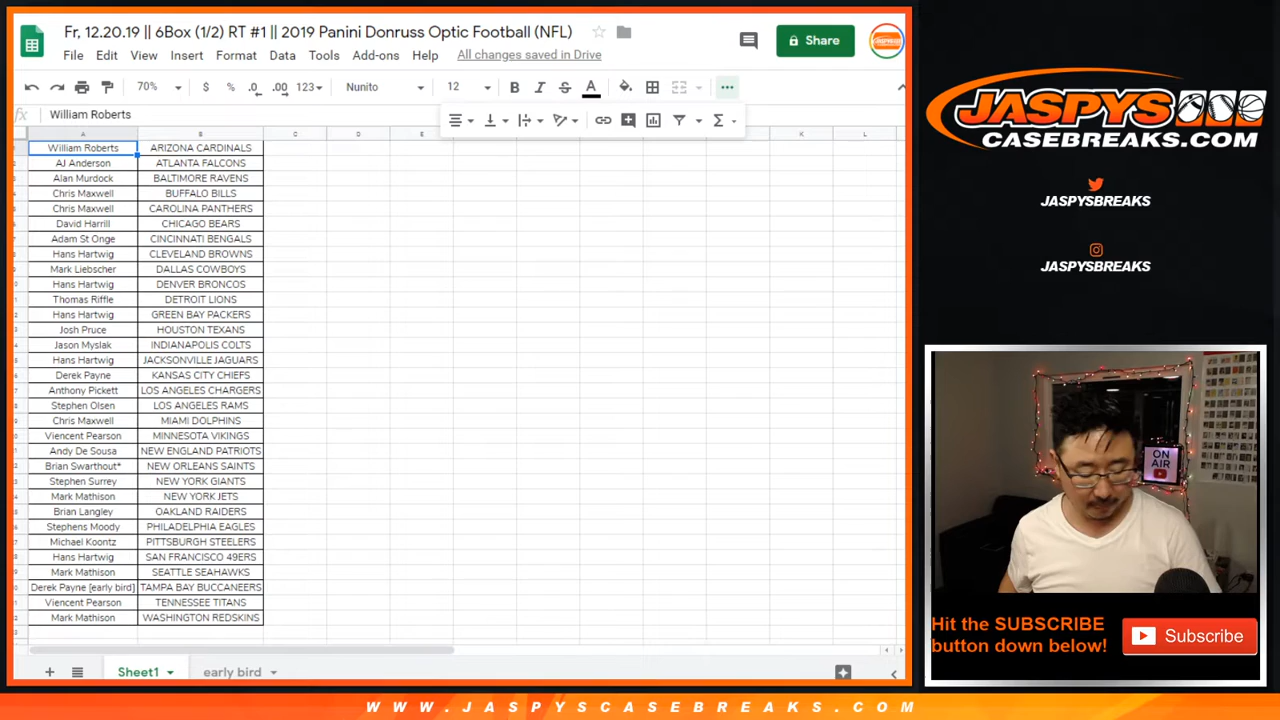 Fr, 12.20.19 || 6Box (1/2) RT #1 || 2019 Panini Donruss Optic Football (NFL)
File Edit View Insert Format Data Tools Add-ons Help All changes saved in Drive
Share
70% $ % .0 .00 123 Nunito 12 B I S A
fx William Roberts
A B C D E K L
William Roberts ARIZONA CARDINALS
AJ Anderson ATLANTA FALCONS
Alan Murdock BALTIMORE RAVENS
Chris Maxwell BUFFALO BILLS
Chris Maxwell CAROLINA PANTHERS
David Harrill CHICAGO BEARS
Adam St Onge CINCINNATI BENGALS
Hans Hartwig CLEVELAND BROWNS
Mark Liebscher DALLAS COWBOYS
Hans Hartwig DENVER BRONCOS
Thomas Riffle DETROIT LIONS
Hans Hartwig GREEN BAY PACKERS
Josh Pruce HOUSTON TEXANS
Jason Myslak INDIANAPOLIS COLTS
Hans Hartwig JACKSONVILLE JAGUARS
Derek Payne KANSAS CITY CHIEFS
Anthony Pickett LOS ANGELES CHARGERS
Stephen Olsen LOS ANGELES RAMS
Chris Maxwell MIAMI DOLPHINS
Viencent Pearson MINNESOTA VIKINGS
Andy De Sousa NEW ENGLAND PATRIOTS
Brian Swarthout* NEW ORLEANS SAINTS
Stephen Surrey NEW YORK GIANTS
Mark Mathison NEW YORK JETS
Brian Langley OAKLAND RAIDERS
Stephens Moody PHILADELPHIA EAGLES
Michael Koontz PITTSBURGH STEELERS
Hans Hartwig SAN FRANCISCO 49ERS
Mark Mathison SEATTLE SEAHAWKS
Derek Payne [early bird] TAMPA BAY BUCCANEERS
Viencent Pearson TENNESSEE TITANS
Mark Mathison WASHINGTON REDSKINS
Sheet1 early bird
JASPYS
CASEBREAKS.COM
JASPYSBREAKS
JASPYSBREAKS
ON
AIR
Hit the SUBSCRIBE
button down below!
Subscribe
WWW.JASPYSCASEBREAKS.COM